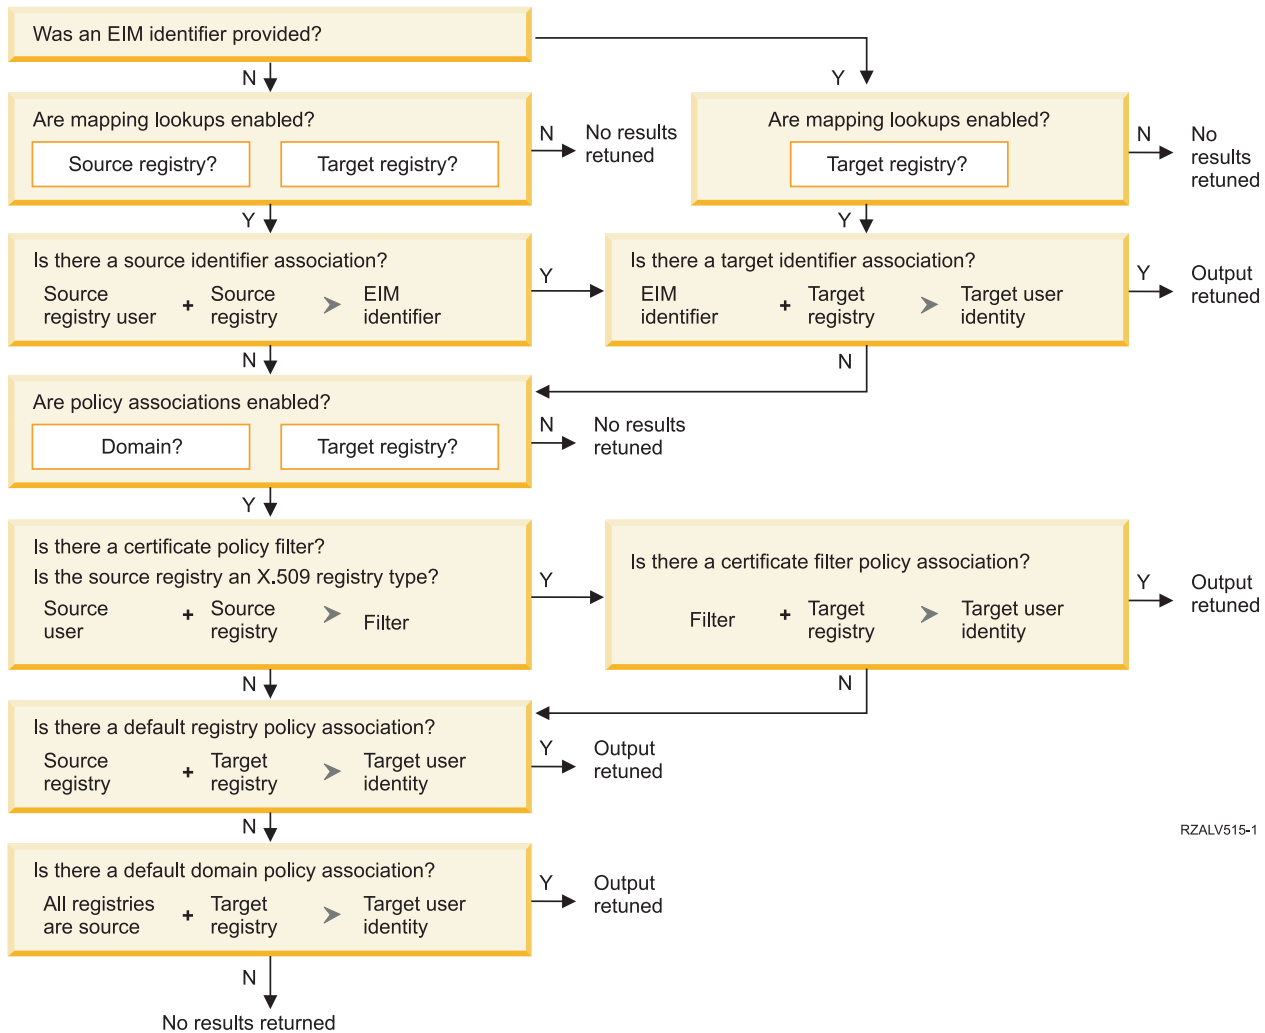 Was an EIM identifier provided?
N
Y
Are mapping lookups enabled?
Source registry?
Target registry?
N
No results
retuned
Are mapping lookups enabled?
Target registry?
N
No
results
retuned
Y
Y
Is there a source identifier association?
Source
registry user
+
Source
registry
EIM
identifier
Y
Is there a target identifier association?
EIM
identifier
+
Target
registry
Target user
identity
Y
Output
retuned
N
N
Are policy associations enabled?
Domain?
Target registry?
N
No results
retuned
Y
Is there a certificate policy filter?
Is the source registry an X.509 registry type?
Source
user
+
Source
registry
Filter
Y
Is there a certificate filter policy association?
Filter
+
Target
registry
Target user
identity
Y
Output
retuned
N
N
Is there a default registry policy association?
Source
registry
+
Target
registry
Target user
identity
Y
Output
retuned
N
RZALV515-1
Is there a default domain policy association?
All registries
are source
+
Target
registry
Target user
identity
Y
Output
retuned
N
No results returned